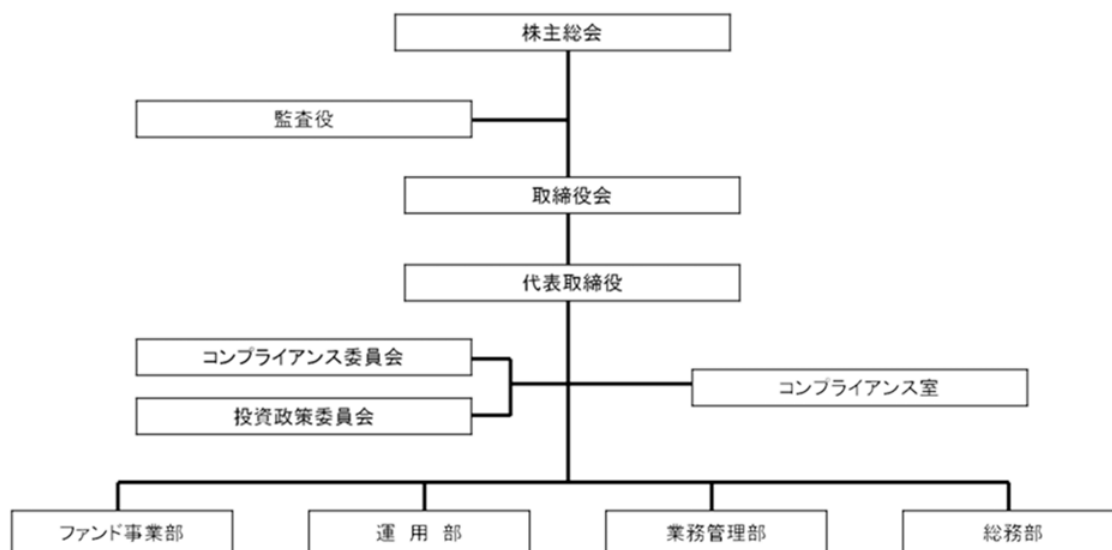 株主総会
監査役
取締役会
代表取締役
コンプライアンス委員会
コンプライアンス室
投資政策委員会
ファンド事業部
運 用 部
業務管理部
総務部